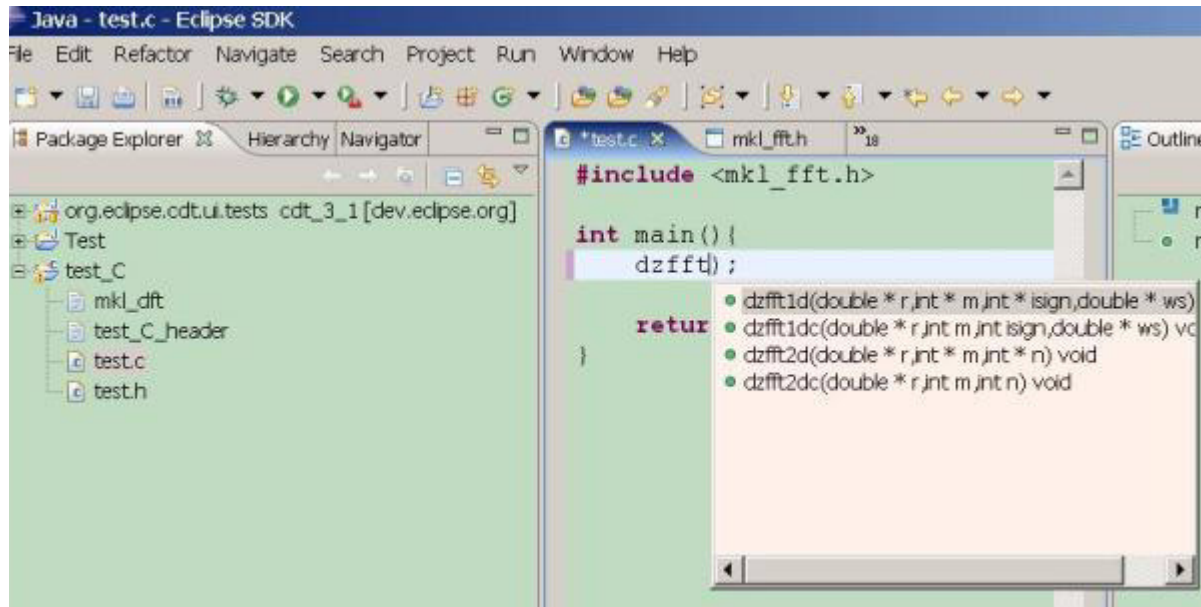 Java - test.c - Eclipse SDK
File Edit Refactor Navigate Search Project Run Window Help
Package Explorer Hierarchy Navigator
*test.c mkl_fft.h »18
Outline
org.eclipse.cdt.ui.tests cdt_3_1 [dev.eclipse.org]
Test
test_C
mkl_dft
test_C_header
test.c
test.h
#include <mkl_fft.h>
int main(){
dzfft);
retur
}
dzfft1d(double * r,int * m,int * isign,double * ws)
dzfft1dc(double * r,int m,int isign,double * ws) vo
dzfft2d(double * r,int * m,int * n) void
dzfft2dc(double * r,int m,int n) void